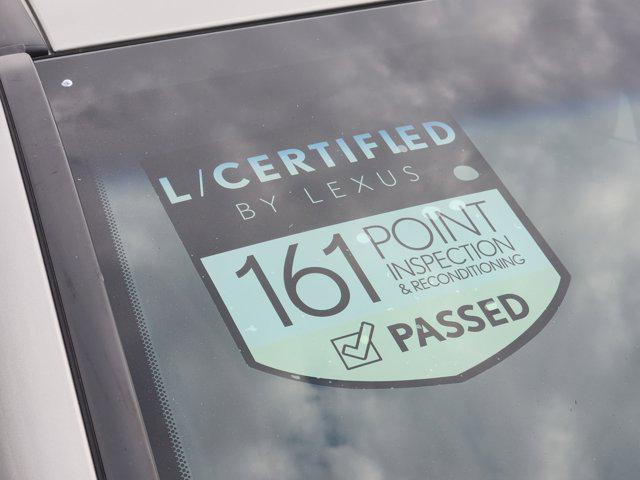 L/CERTIFIED
BY LEXUS
161 POINT
INSPECTION
& RECONDITIONING
PASSED